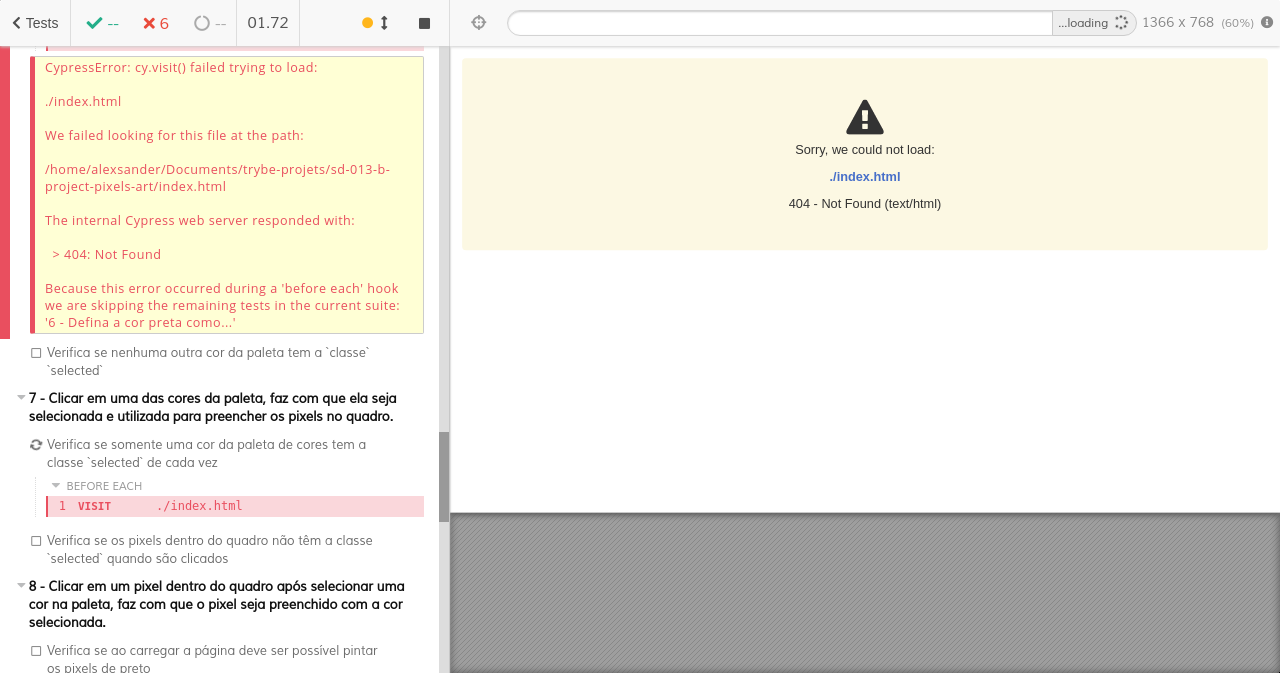 Tests
--
6
--
01.72
...loading
1366 x 768 (60%)
CypressError: cy.visit() failed trying to load:
./index.html
We failed looking for this file at the path:
/home/alexsander/Documents/trybe-projets/sd-013-b-
project-pixels-art/index.html
The internal Cypress web server responded with:
> 404: Not Found
Because this error occurred during a 'before each' hook
we are skipping the remaining tests in the current suite:
'6 - Defina a cor preta como...'
Verifica se nenhuma outra cor da paleta tem a `classe`
`selected`
7 - Clicar em uma das cores da paleta, faz com que ela seja
selecionada e utilizada para preencher os pixels no quadro.
Verifica se somente uma cor da paleta de cores tem a
classe `selected` de cada vez
BEFORE EACH
1 VISIT ./index.html
Verifica se os pixels dentro do quadro não têm a classe
`selected` quando são clicados
8 - Clicar em um pixel dentro do quadro após selecionar uma
cor na paleta, faz com que o pixel seja preenchido com a cor
selecionada.
Verifica se ao carregar a página deve ser possível pintar
os pixels de preto
Sorry, we could not load:
./index.html
404 - Not Found (text/html)